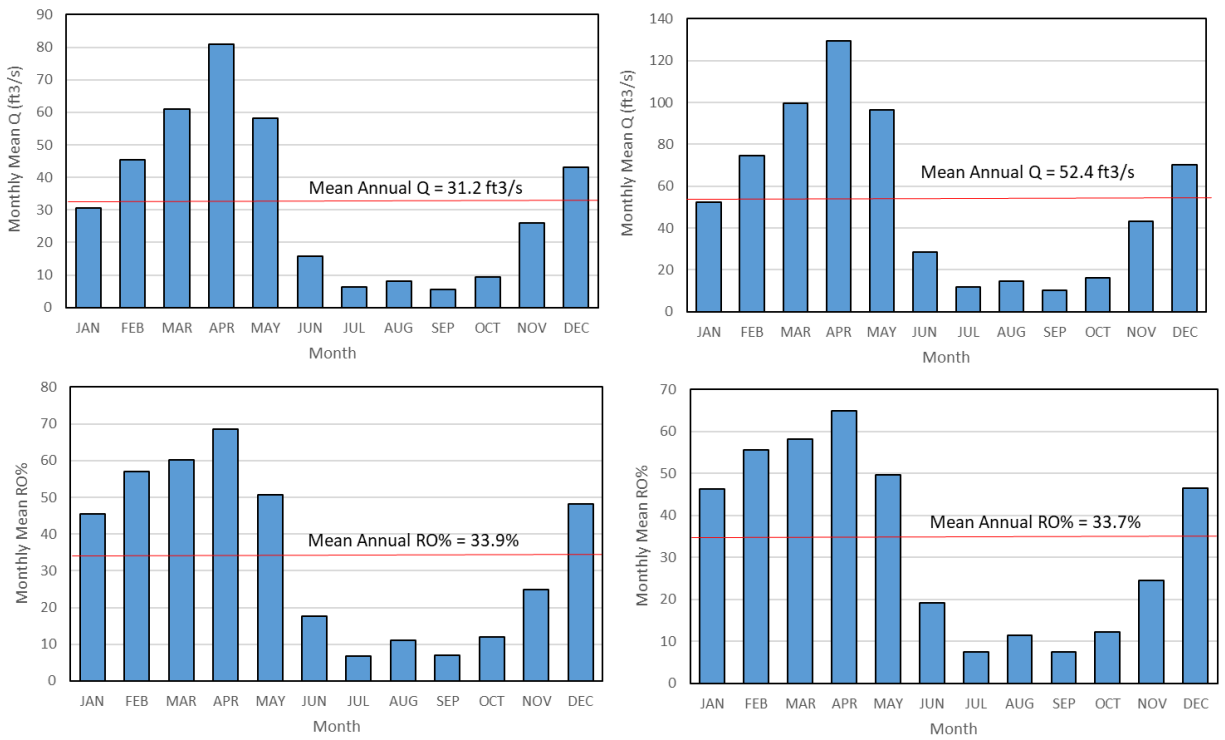 Monthly Mean Q (ft3/s)
90
80
70
60
50
40
30
20
10
0
Mean Annual Q = 31.2 ft3/s
JAN FEB MAR APR MAY JUN JUL AUG SEP OCT NOV DEC
Month
Monthly Mean Q (ft3/s)
140
120
100
80
60
40
20
0
Mean Annual Q = 52.4 ft3/s
JAN FEB MAR APR MAY JUN JUL AUG SEP OCT NOV DEC
Month
Monthly Mean RO%
80
70
60
50
40
30
20
10
0
Mean Annual RO% = 33.9%
JAN FEB MAR APR MAY JUN JUL AUG SEP OCT NOV DEC
Month
Monthly Mean RO%
70
60
50
40
30
20
10
0
Mean Annual RO% = 33.7%
JAN FEB MAR APR MAY JUN JUL AUG SEP OCT NOV DEC
Month